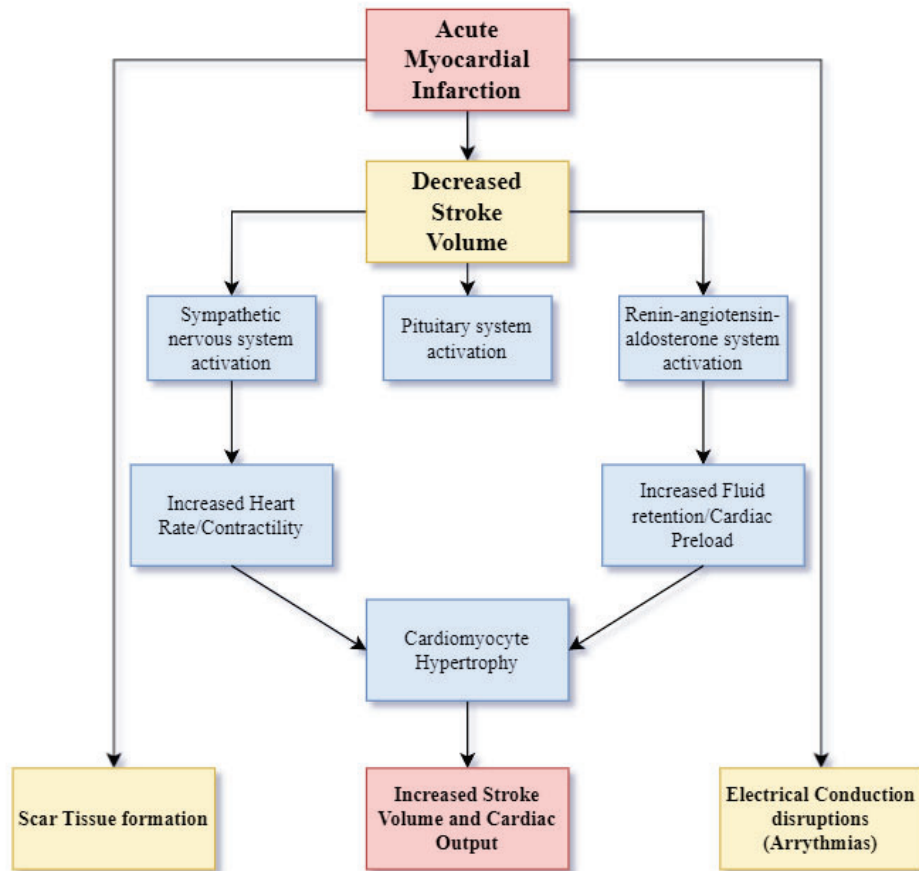 Acute
Myocardial
Infarction
Decreased
Stroke
Volume
Sympathetic
nervous system
activation
Pituitary system
activation
Renin-angiotensin-
aldosterone system
activation
Increased Heart
Rate/Contractility
Increased Fluid
retention/Cardiac
Preload
Cardiomyocyte
Hypertrophy
Scar Tissue formation
Increased Stroke
Volume and Cardiac
Output
Electrical Conduction
disruptions
(Arrythmias)